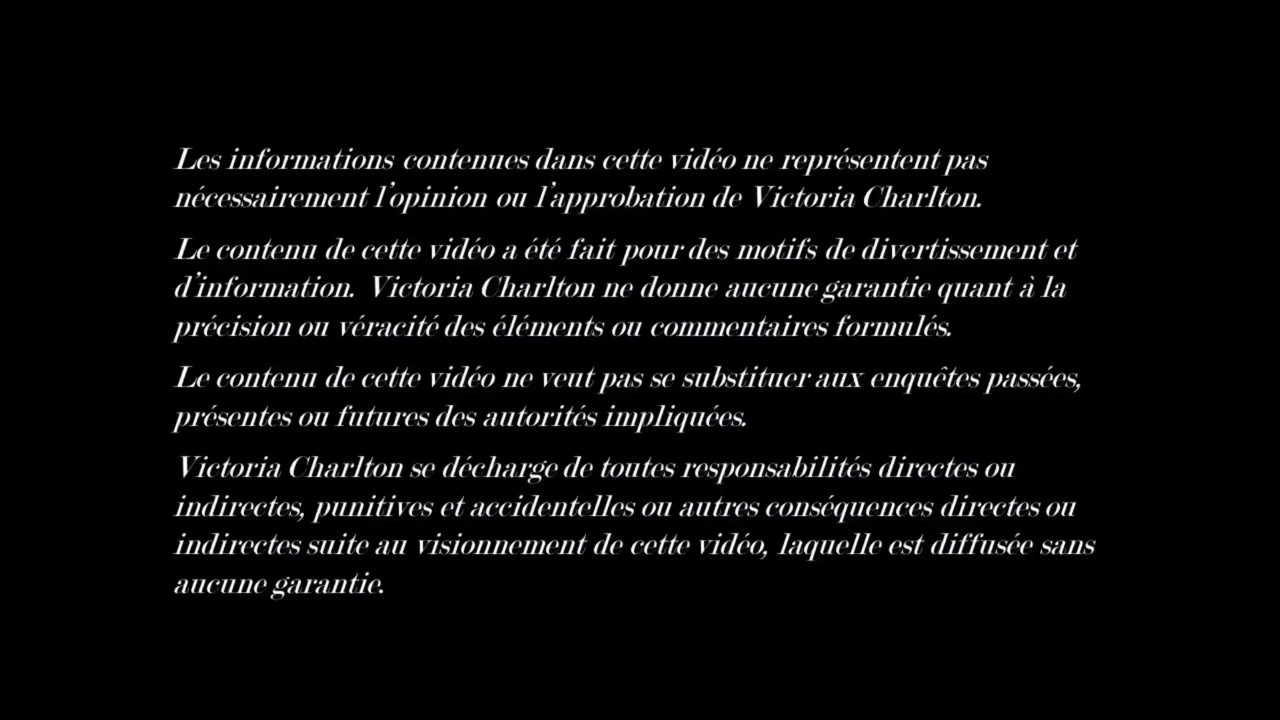 Les informations contenues dans cette vidéo ne représentent pas
nécessairement l’opinion ou l’approbation de Victoria Charlton.
Le contenu de cette vidéo a été fait pour des motifs de divertissement et
d’information. Victoria Charlton ne donne aucune garantie quant à la
précision ou véracité des éléments ou commentaires formulés.
Le contenu de cette vidéo ne veut pas se substituer aux enquêtes passées,
présentes ou futures des autorités impliquées.
Victoria Charlton se décharge de toutes responsabilités directes ou
indirectes, punitives et accidentelles ou autres conséquences directes ou
indirectes suite au visionnement de cette vidéo, laquelle est diffusée sans
aucune garantie.